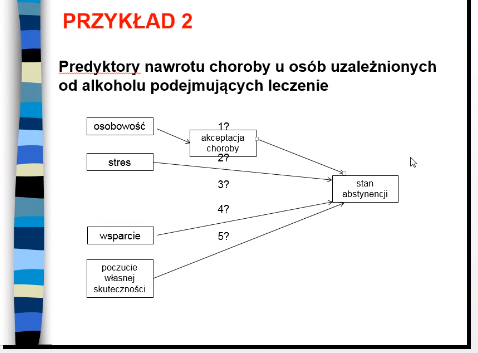 PRZYKŁAD 2
Predyktory nawrotu choroby u osób uzależnionych
od alkoholu podejmujących leczenie
osobowość
1?
akceptacja
choroby
2?
stres
3?
stan
abstynencji
4?
wsparcie
5?
poczucie
własnej
skuteczności